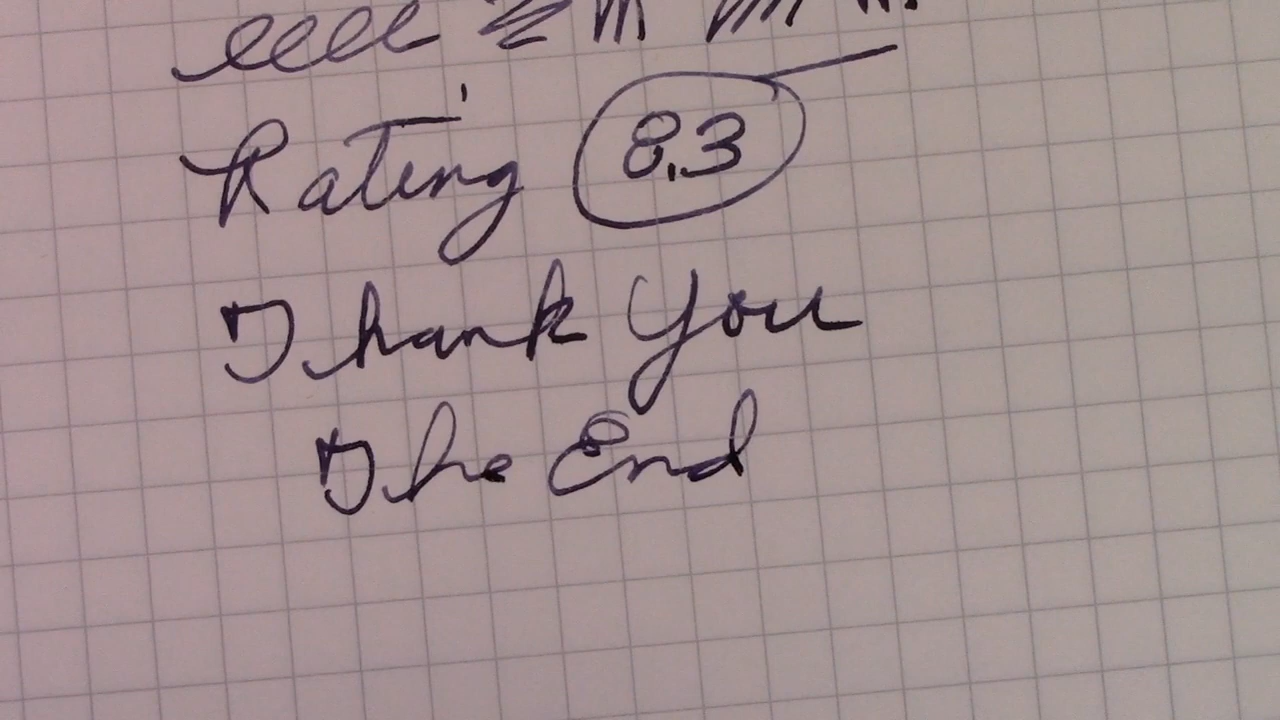 Rating 8.3
Thank You
The End